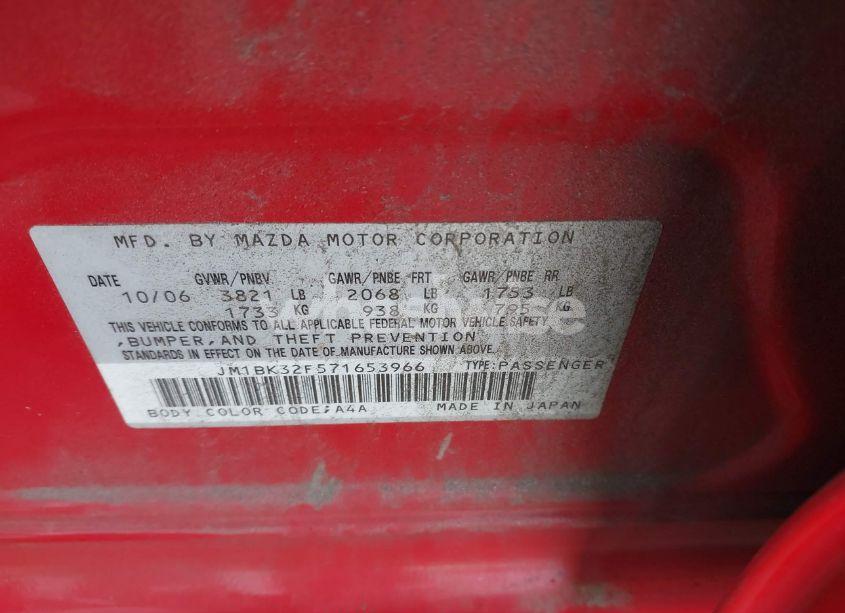 MFD. BY MAZDA MOTOR CORPORATION
DATE GVWR/PNBV GAWR/PNBE FRT GAWR/PNBE RR
10/06 3821 LB 2068 LB 1753 LB
1733 KG 938 KG 795 KG
THIS VEHICLE CONFORMS TO ALL APPLICABLE FEDERAL MOTOR VEHICLE SAFETY
,BUMPER,AND THEFT PREVENTION
STANDARDS IN EFFECT ON THE DATE OF MANUFACTURE SHOWN ABOVE.
JM1BK32F571653966 TYPE:PASSENGER
BODY COLOR CODE:A4A MADE IN JAPAN